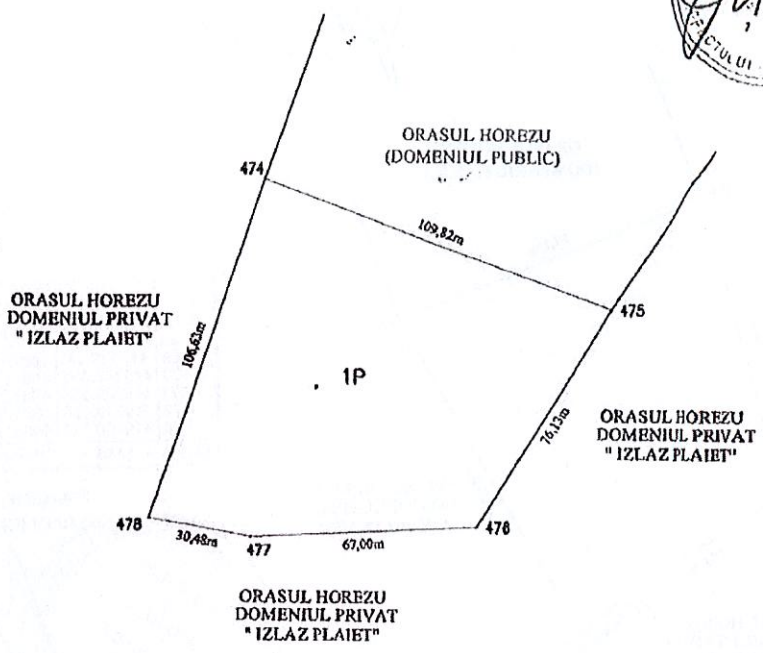 ORASUL HOREZU
(DOMENIUL PUBLIC)
474
109,82m
475
ORASUL HOREZU
DOMENIUL PRIVAT
" IZLAZ PLAIET"
106,63m
1P
76,13m
ORASUL HOREZU
DOMENIUL PRIVAT
" IZLAZ PLAIET"
478
30,48m
477
67,00m
476
ORASUL HOREZU
DOMENIUL PRIVAT
" IZLAZ PLAIET"